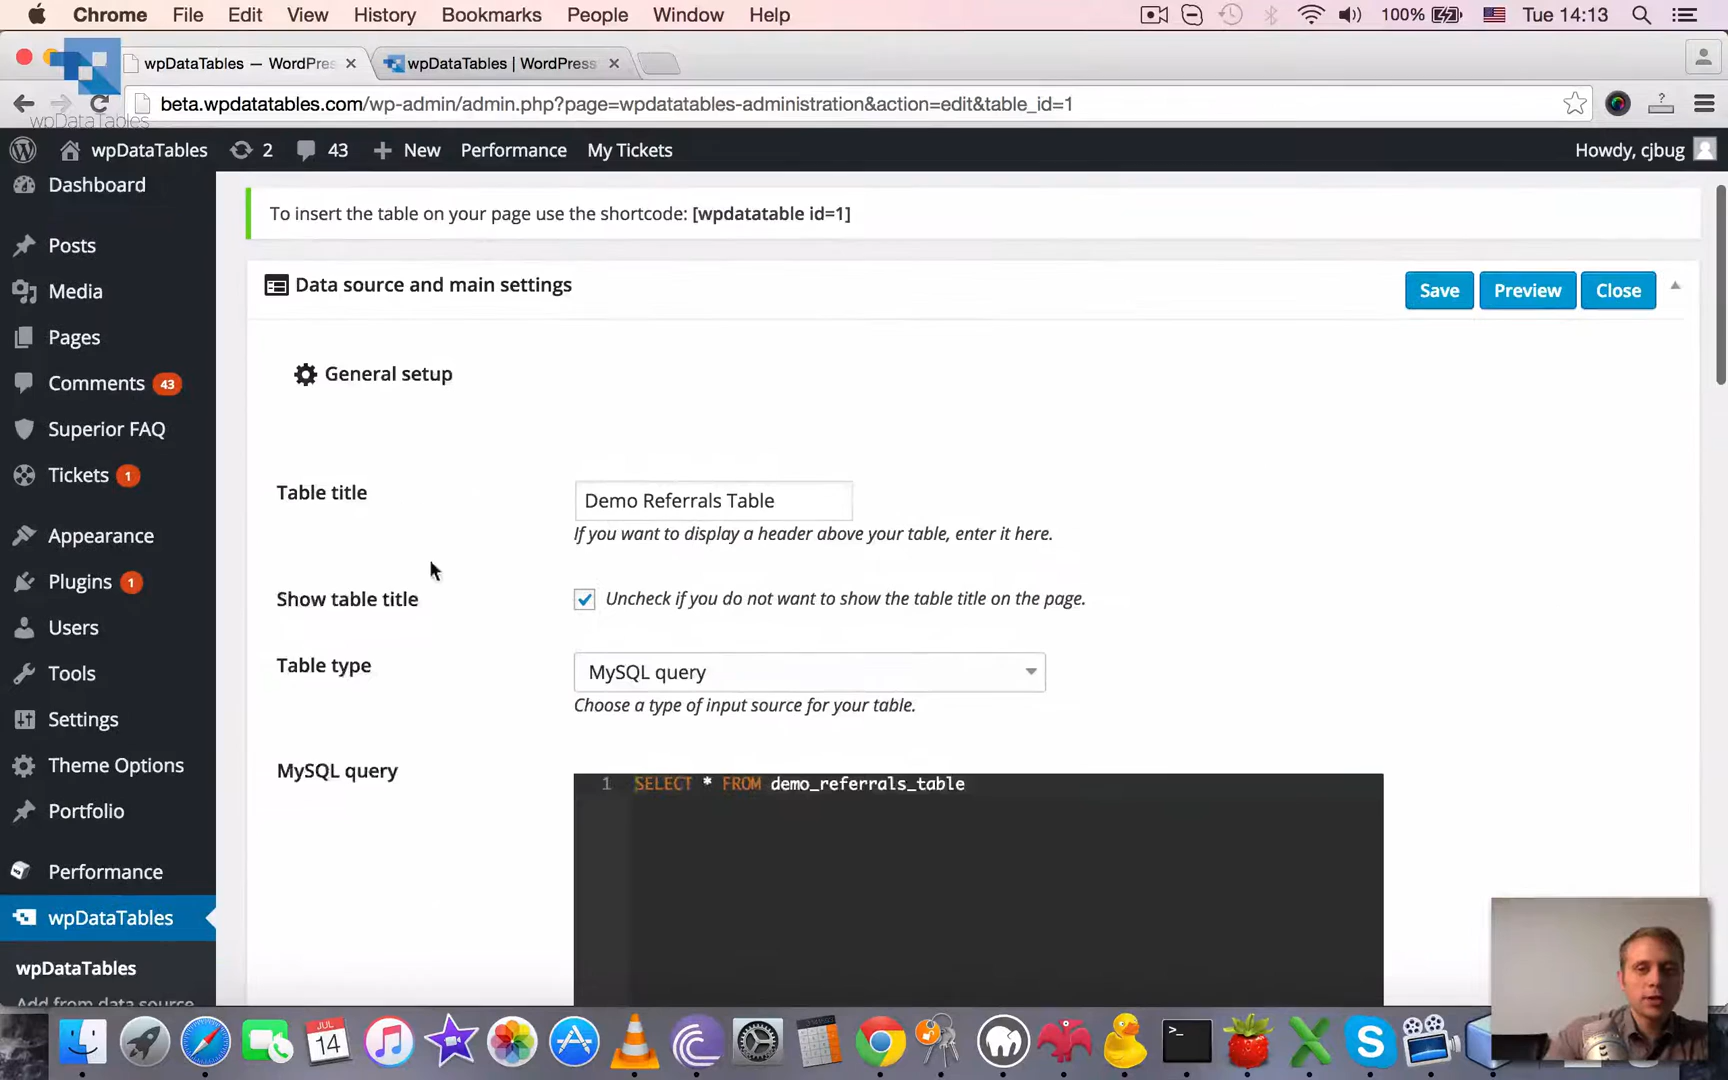 Chrome File Edit View History Bookmarks People Window Help 100% Tue 14:13
wpDataTables — WordPres wpDataTables | WordPress
beta.wpdatatables.com/wp-admin/admin.php?page=wpdatatables-administration&action=edit&table_id=1
wpDataTables
wpDataTables 2 43 New Performance My Tickets Howdy, cjbug
Dashboard
Posts
Media
Pages
Comments 43
Superior FAQ
Tickets 1
Appearance
Plugins 1
Users
Tools
Settings
Theme Options
Portfolio
Performance
wpDataTables
wpDataTables
Add from data source
To insert the table on your page use the shortcode: [wpdatatable id=1]
Data source and main settings Save Preview Close
General setup
Table title Demo Referrals Table
If you want to display a header above your table, enter it here.
Show table title Uncheck if you do not want to show the table title on the page.
Table type MySQL query
Choose a type of input source for your table.
MySQL query
1 SELECT * FROM demo_referrals_table
JUL
14